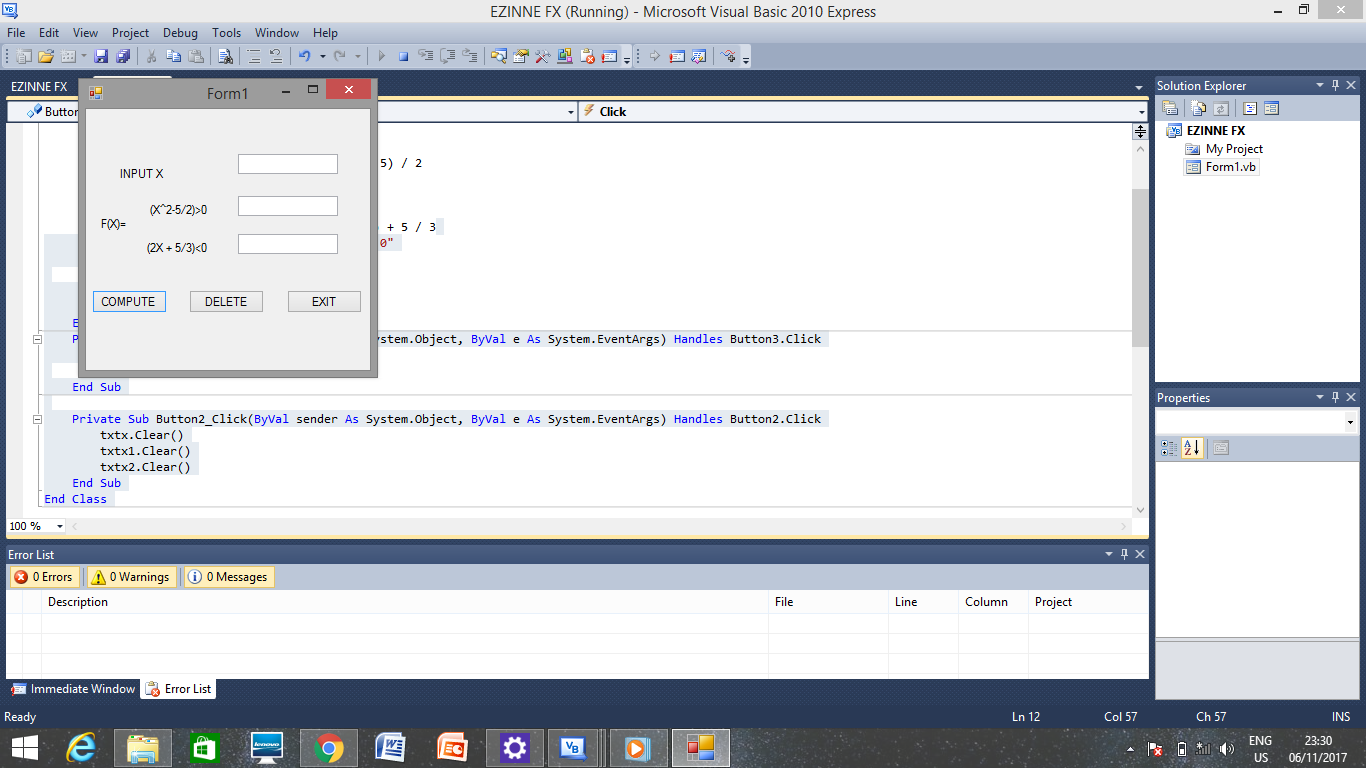 EZINNE FX (Running) - Microsoft Visual Basic 2010 Express
File Edit View Project Debug Tools Window Help
EZINNE FX
Form1
Button
Click
5) / 2
INPUT X
(X^2-5/2)>0
F(X)=
(2X + 5/3)<0
+ 5 / 3
0"
COMPUTE DELETE EXIT
ystem.Object, ByVal e As System.EventArgs) Handles Button3.Click
End Sub
Private Sub Button2_Click(ByVal sender As System.Object, ByVal e As System.EventArgs) Handles Button2.Click
txtx.Clear()
txtx1.Clear()
txtx2.Clear()
End Sub
End Class
100 %
Solution Explorer
EZINNE FX
My Project
Form1.vb
Properties
Error List
0 Errors 0 Warnings 0 Messages
Description File Line Column Project
Immediate Window Error List
Ready Ln 12 Col 57 Ch 57 INS
lenovo
VB
ENG
US
23:30
06/11/2017